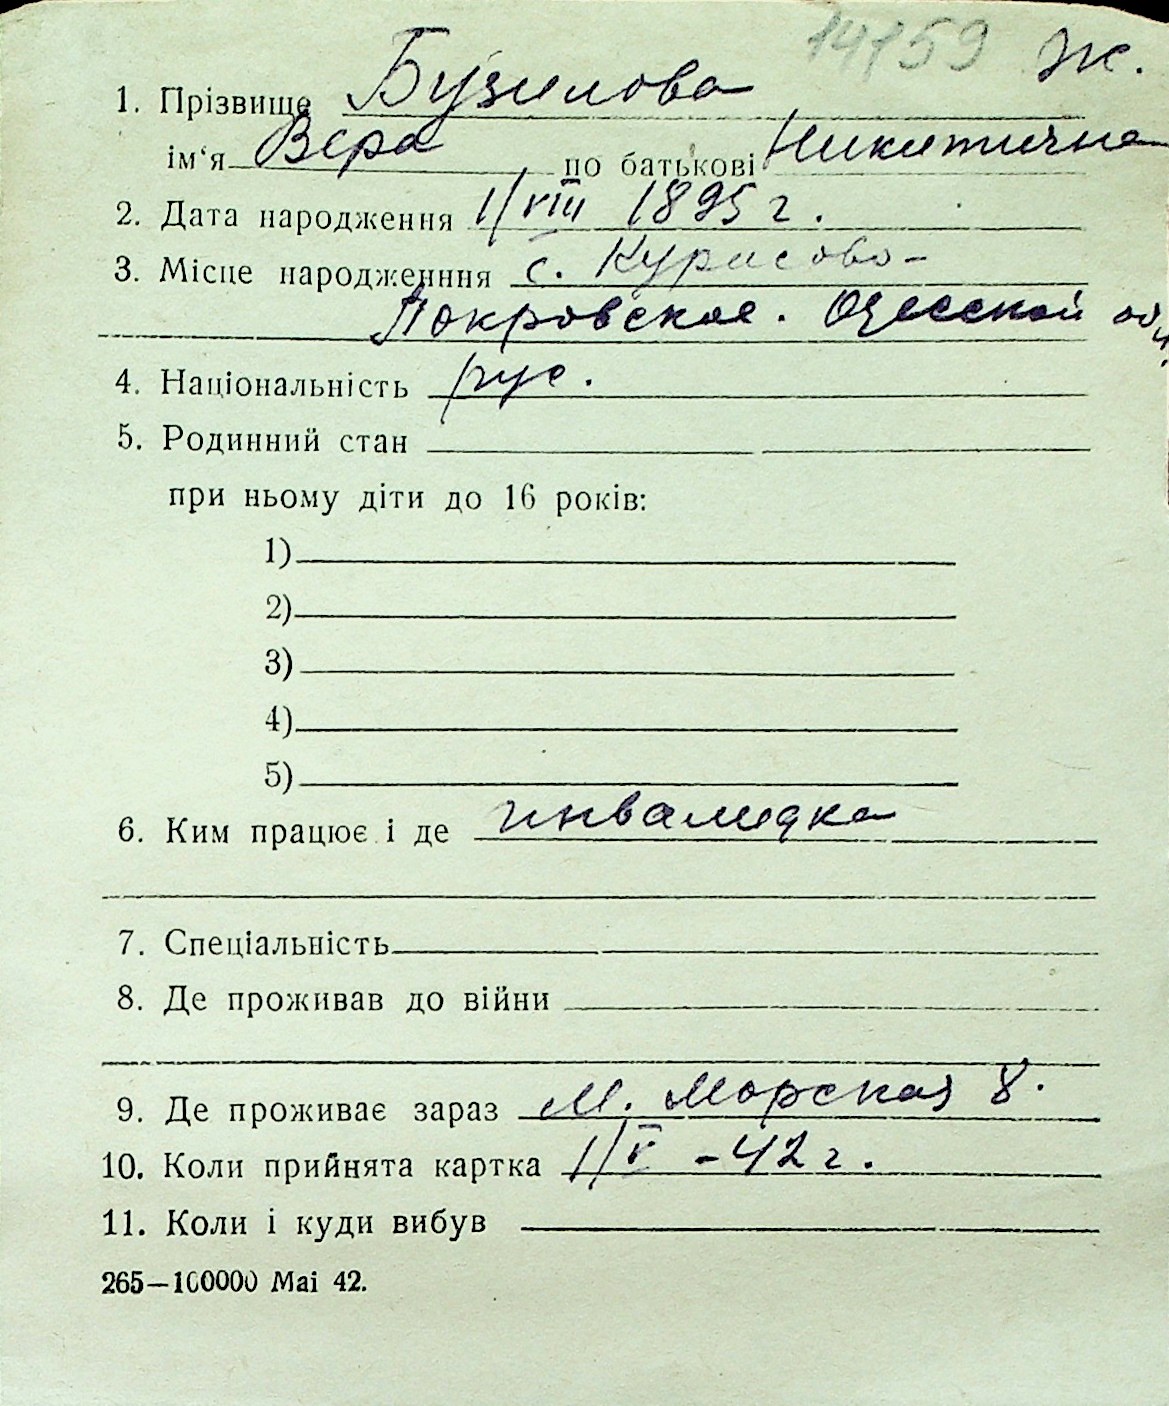 14159 Ж.
1. Прізвище Бузилова
ім‘я Вера по батькові Никитична
2. Дата народження 1/VIII 1895 г.
3. Місце народженння с. Курисово-
Покровское. Одесской обл.
4. Національність рус.
5. Родинний стан
при ньому діти до 16 років:
1)
2)
3)
4)
5)
6. Ким працює і де инвалидка
7. Спеціальність
8. Де проживав до війни
9. Де проживає зараз М. Морская 8.
10. Коли прийнята картка 1/V -42 г.
11. Коли і куди вибув
265—100000 Mai 42.